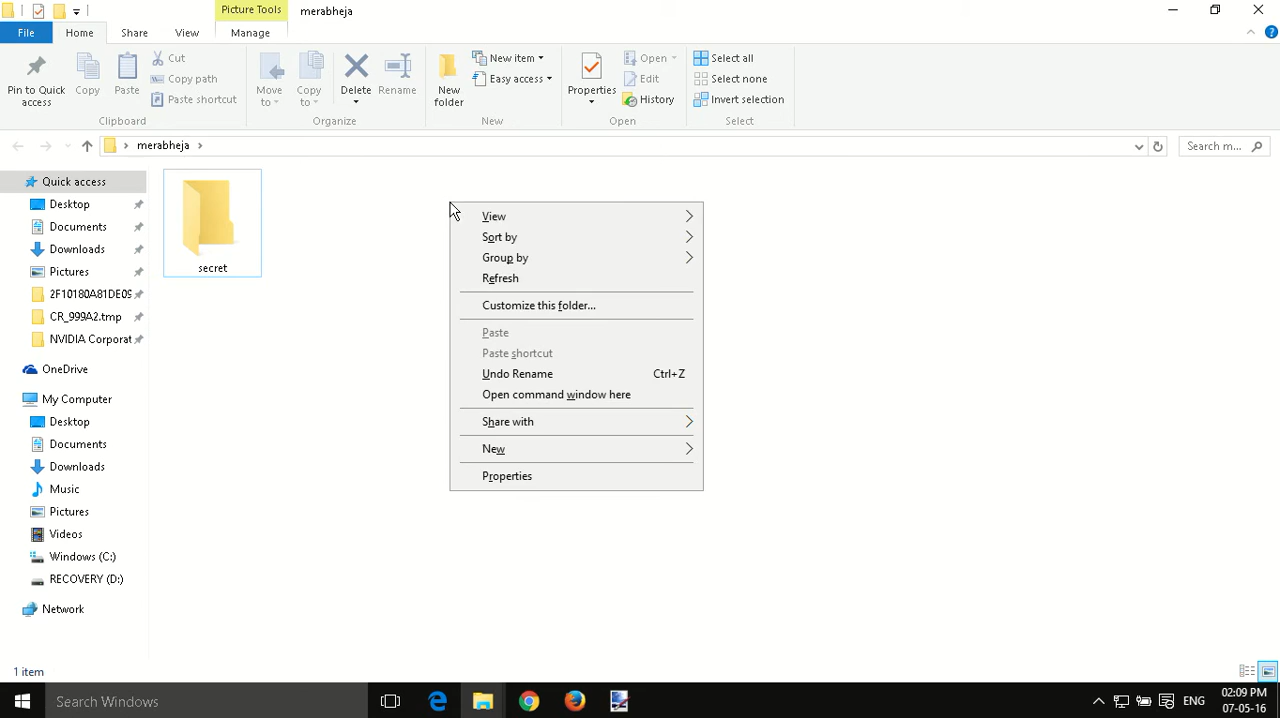 Picture Tools
merabheja
File
Home
Share
View
Manage
Pin to Quick
access
Copy
Paste
Cut
Copy path
Paste shortcut
Clipboard
Move
to
Copy
to
Delete
Rename
Organize
New
folder
New item
Easy access
New
Properties
Open
Edit
History
Open
Select all
Select none
Invert selection
Select
merabheja
Search m...
Quick access
Desktop
Documents
Downloads
Pictures
2F10180A81DE09
CR_999A2.tmp
NVIDIA Corporat
OneDrive
My Computer
Desktop
Documents
Downloads
Music
Pictures
Videos
Windows (C:)
RECOVERY (D:)
Network
secret
View
Sort by
Group by
Refresh
Customize this folder...
Paste
Paste shortcut
Undo Rename Ctrl+Z
Open command window here
Share with
New
Properties
1 item
Search Windows
ENG
02:09 PM
07-05-16